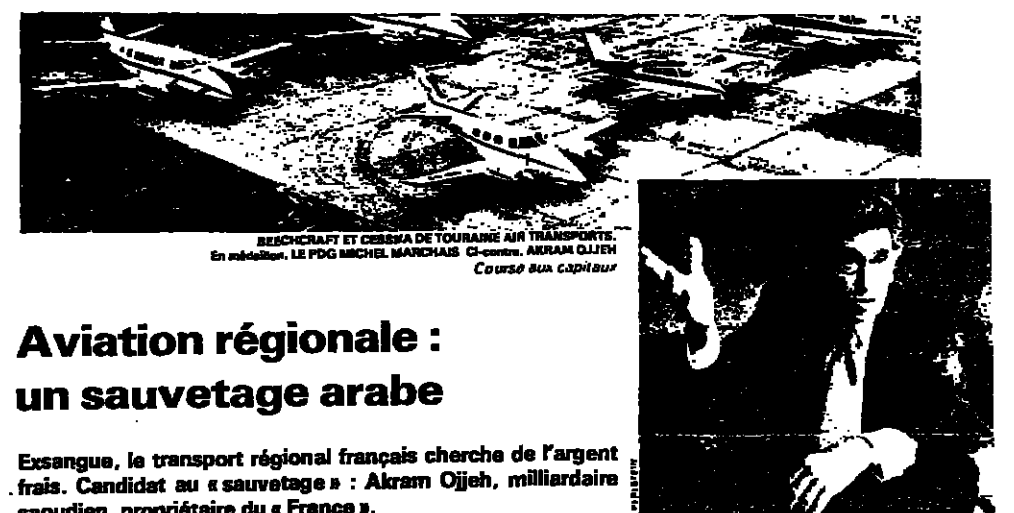 BEECHCRAFT ET CESSNA DE TOURAINE AIR TRANSPORTS.
En médaillon, LE PDG MICHEL MARCHAIS Ci-contre, AKRAM OJJEH
Course aux capitaux
Aviation régionale :
un sauvetage arabe
Exsangue, le transport régional français cherche de l'argent
frais. Candidat au « sauvetage » : Akram Ojjeh, milliardaire
saoudien, propriétaire du « France ».